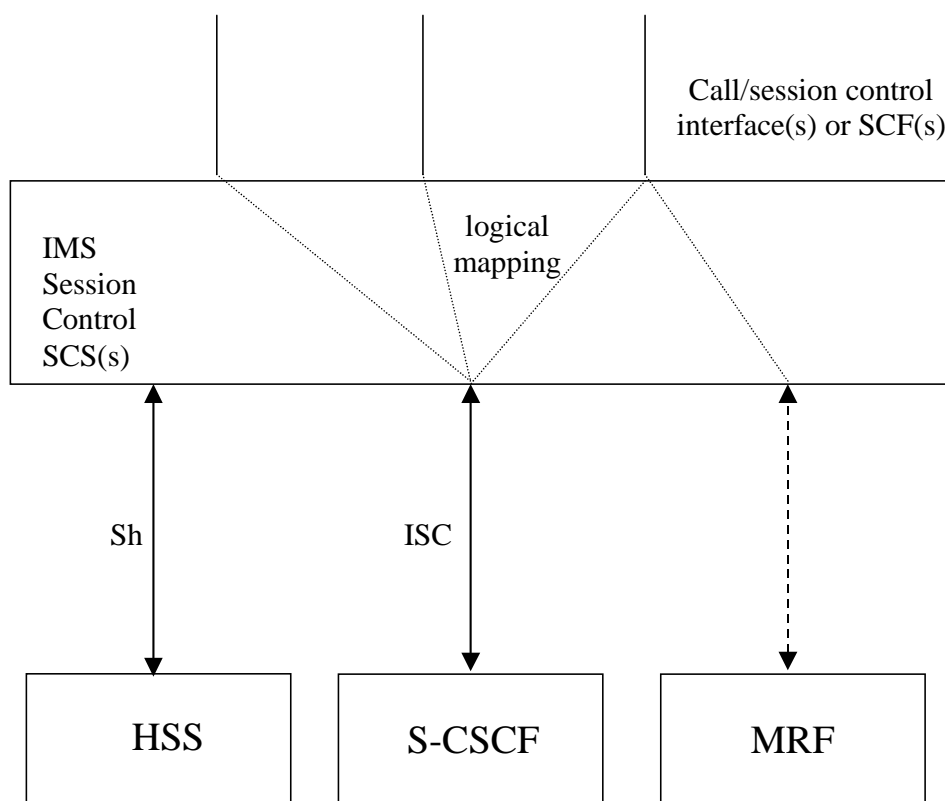 Call/session control
interface(s) or SCF(s)
logical
mapping
IMS
Session
Control
SCS(s)
Sh
ISC
HSS
S-CSCF
MRF